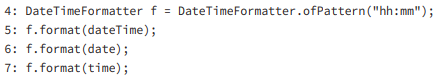 4: DateTimeFormatter f = DateTimeFormatter.ofPattern("hh:mm");
5: f.format(dateTime);
6: f.format(date);
7: f.format(time);